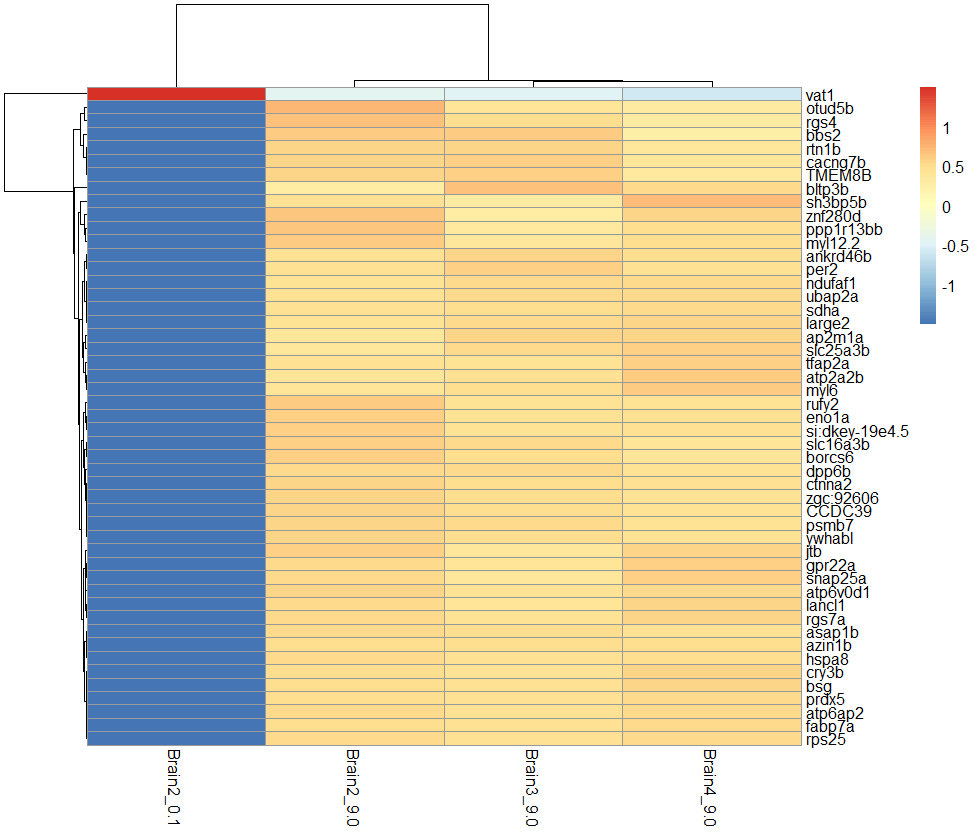 vat1
otud5b
rgs4
bbs2
rtn1b
cacng7b
TMEM8B
bltp3b
sh3bp5b
znf280d
ppp1r13bb
myl12.2
ankrd46b
per2
ndufaf1
ubap2a
sdha
large2
ap2m1a
slc25a3b
tfap2a
atp2a2b
myl6
rufy2
eno1a
si:dkey-19e4.5
slc16a3b
borcs6
dpp6b
ctnna2
zgc:92606
CCDC39
psmb7
ywhabl
jtb
gpr22a
snap25a
atp6v0d1
lancl1
rgs7a
asap1b
azin1b
hspa8
cry3b
bsg
prdx5
atp6ap2
fabp7a
rps25
1
0.5
0
-0.5
-1
Brain2_0.1
Brain2_9.0
Brain3_9.0
Brain4_9.0